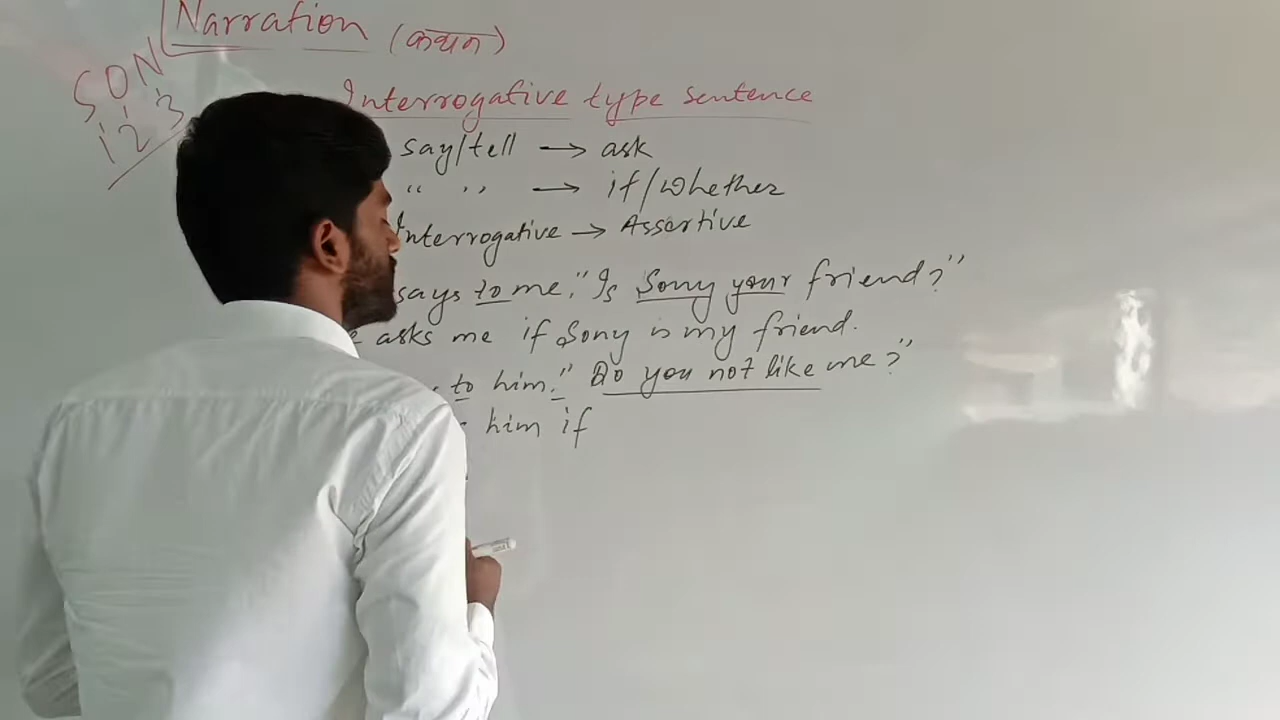 Narration (कथन)
SON
1 2 3
Interrogative type sentence
say/tell → ask
“ ,, → if/whether
Interrogative → Assertive
says to me, "Is Sony your friend?"
asks me if Sony is my friend.
to him, "Do you not like me?"
him if